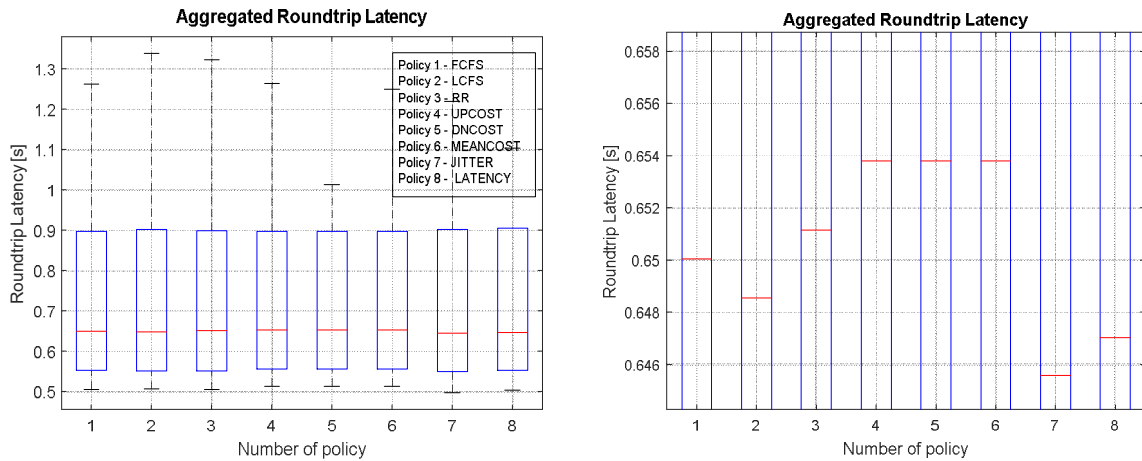 Aggregated Roundtrip Latency
Roundtrip Latency [s]
1.3
1.2
1.1
1
0.9
0.8
0.7
0.6
0.5
Policy 1 - FCFS
Policy 2 - LCFS
Policy 3 - RR
Policy 4 - UPCOST
Policy 5 - DNCOST
Policy 6 - MEANCOST
Policy 7 - JITTER
Policy 8 - LATENCY
1 2 3 4 5 6 7 8
Number of policy
Aggregated Roundtrip Latency
Roundtrip Latency [s]
0.658
0.656
0.654
0.652
0.65
0.648
0.646
1 2 3 4 5 6 7 8
Number of policy